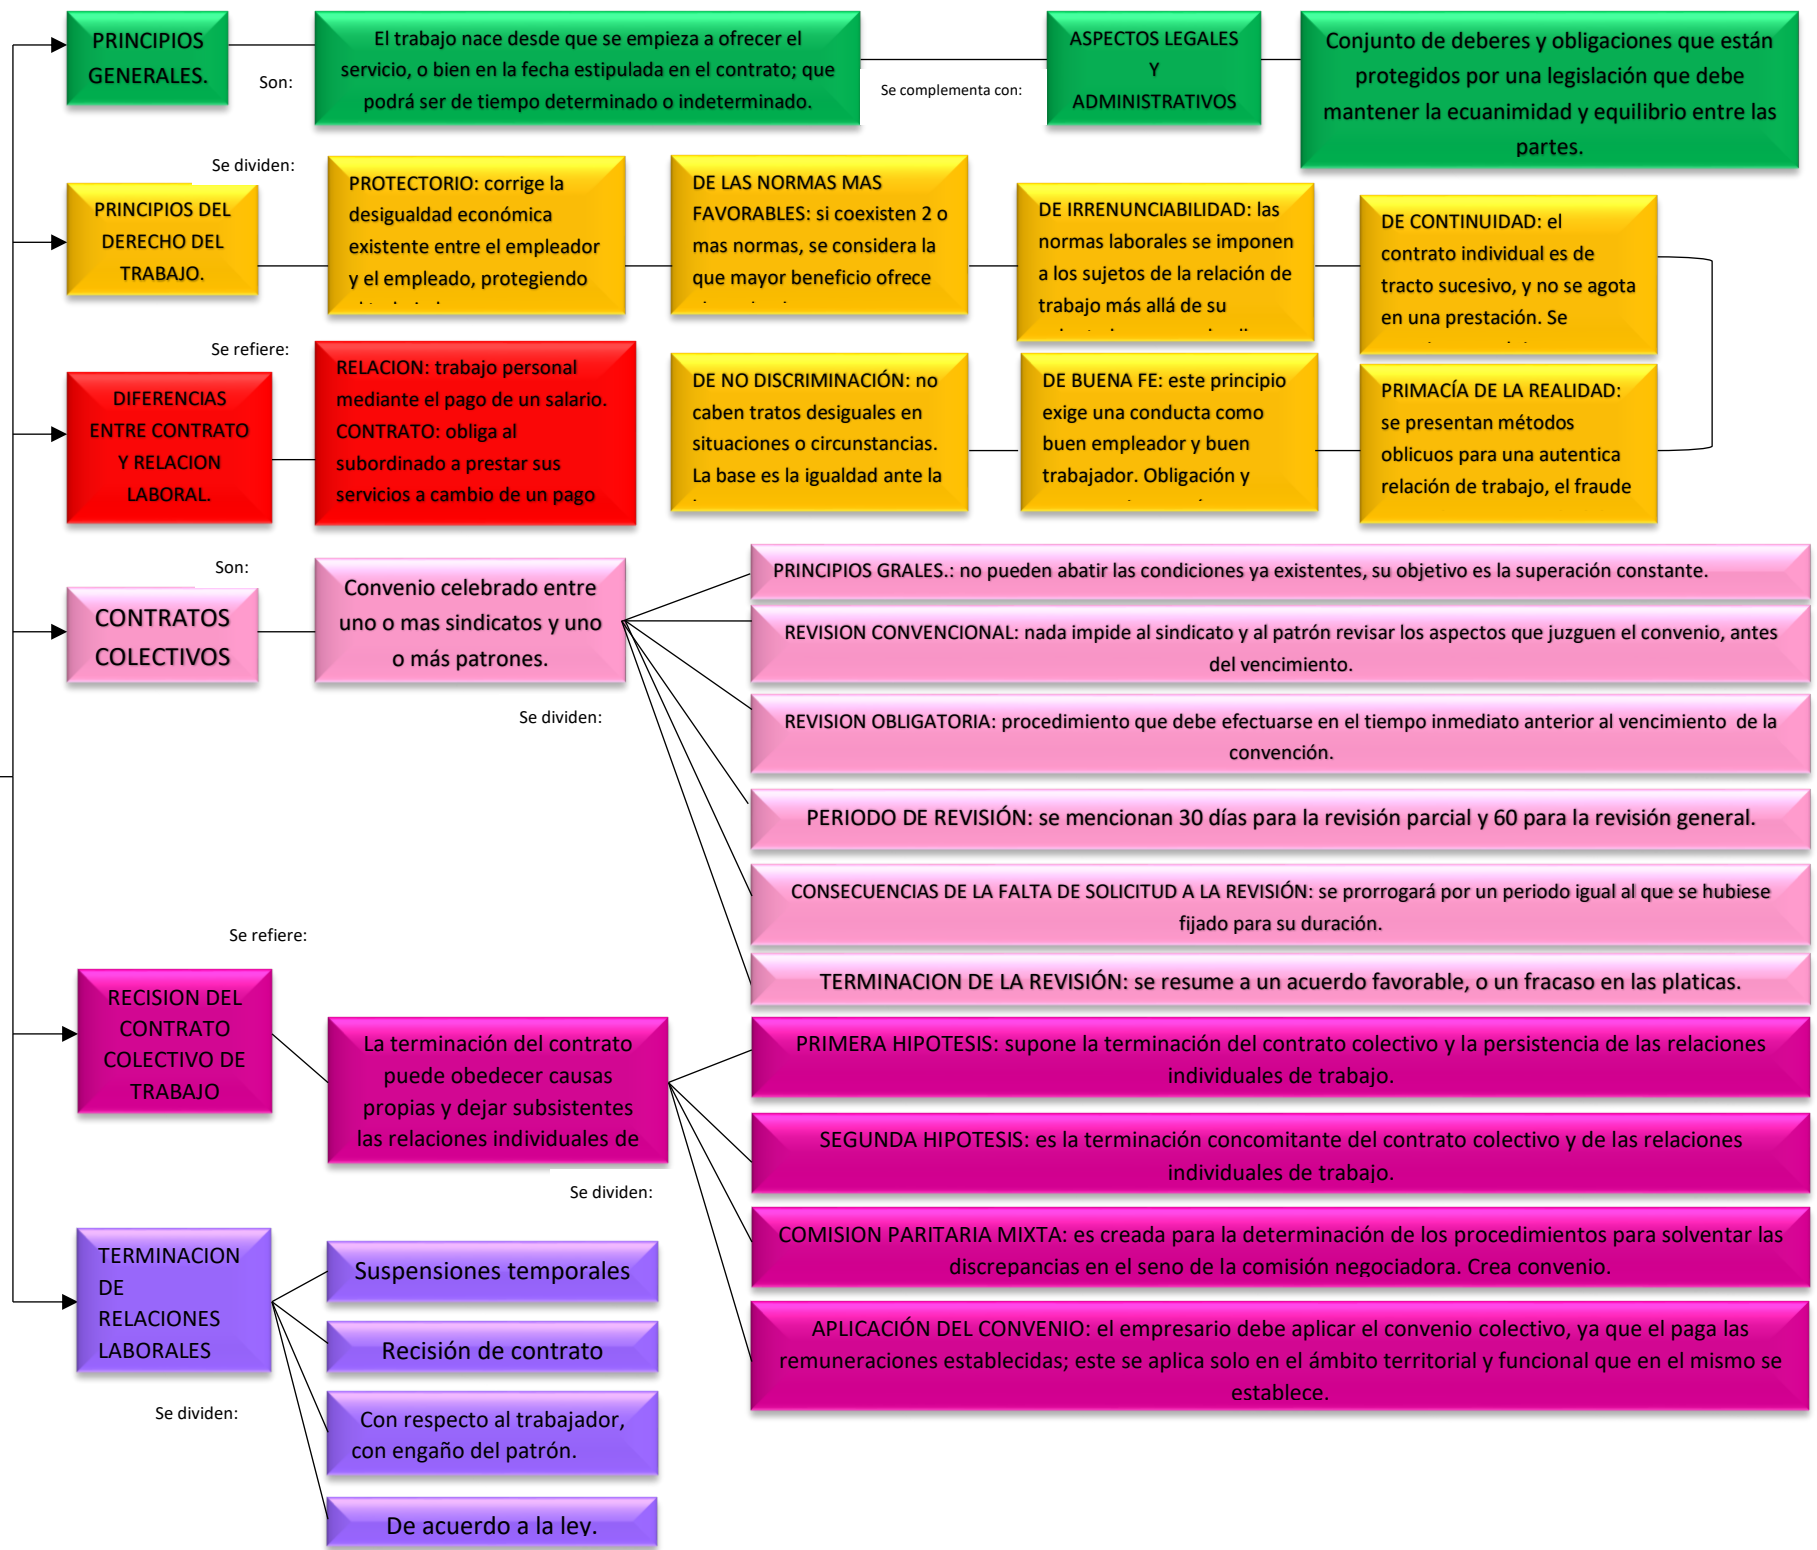 PRINCIPIOS
GENERALES.
Son:
El trabajo nace desde que se empieza a ofrecer el
servicio, o bien en la fecha estipulada en el contrato; que
podrá ser de tiempo determinado o indeterminado.
Se complementa con:
ASPECTOS LEGALES
Y
ADMINISTRATIVOS
Conjunto de deberes y obligaciones que están
protegidos por una legislación que debe
mantener la ecuanimidad y equilibrio entre las
partes.
Se dividen:
PRINCIPIOS DEL
DERECHO DEL
TRABAJO.
PROTECTORIO: corrige la
desigualdad económica
existente entre el empleador
y el empleado, protegiendo
DE LAS NORMAS MAS
FAVORABLES: si coexisten 2 o
mas normas, se considera la
que mayor beneficio ofrece
DE IRRENUNCIABILIDAD: las
normas laborales se imponen
a los sujetos de la relación de
trabajo más allá de su
DE CONTINUIDAD: el
contrato individual es de
tracto sucesivo, y no se agota
en una prestación. Se
PRIMACÍA DE LA REALIDAD:
se presentan métodos
oblicuos para una autentica
relación de trabajo, el fraude
DE BUENA FE: este principio
exige una conducta como
buen empleador y buen
trabajador. Obligación y
DE NO DISCRIMINACIÓN: no
caben tratos desiguales en
situaciones o circunstancias.
La base es la igualdad ante la
Se refiere:
DIFERENCIAS
ENTRE CONTRATO
Y RELACION
LABORAL.
RELACION: trabajo personal
mediante el pago de un salario.
CONTRATO: obliga al
subordinado a prestar sus
servicios a cambio de un pago
Son:
CONTRATOS
COLECTIVOS
Convenio celebrado entre
uno o mas sindicatos y uno
o más patrones.
Se dividen:
PRINCIPIOS GRALES.: no pueden abatir las condiciones ya existentes, su objetivo es la superación constante.
REVISION CONVENCIONAL: nada impide al sindicato y al patrón revisar los aspectos que juzguen el convenio, antes
del vencimiento.
REVISION OBLIGATORIA: procedimiento que debe efectuarse en el tiempo inmediato anterior al vencimiento  de la
convención.
PERIODO DE REVISIÓN: se mencionan 30 días para la revisión parcial y 60 para la revisión general.
CONSECUENCIAS DE LA FALTA DE SOLICITUD A LA REVISIÓN: se prorrogará por un periodo igual al que se hubiese
fijado para su duración.
TERMINACION DE LA REVISIÓN: se resume a un acuerdo favorable, o un fracaso en las platicas.
Se refiere:
RECISION DEL
CONTRATO
COLECTIVO DE
TRABAJO
La terminación del contrato
puede obedecer causas
propias y dejar subsistentes
las relaciones individuales de
Se dividen:
PRIMERA HIPOTESIS: supone la terminación del contrato colectivo y la persistencia de las relaciones
individuales de trabajo.
SEGUNDA HIPOTESIS: es la terminación concomitante del contrato colectivo y de las relaciones
individuales de trabajo.
COMISION PARITARIA MIXTA: es creada para la determinación de los procedimientos para solventar las
discrepancias en el seno de la comisión negociadora. Crea convenio.
APLICACIÓN DEL CONVENIO: el empresario debe aplicar el convenio colectivo, ya que el paga las
remuneraciones establecidas; este se aplica solo en el ámbito territorial y funcional que en el mismo se
establece.
TERMINACION
DE
RELACIONES
LABORALES
Se dividen:
Suspensiones temporales
Recisión de contrato
Con respecto al trabajador,
con engaño del patrón.
De acuerdo a la ley.